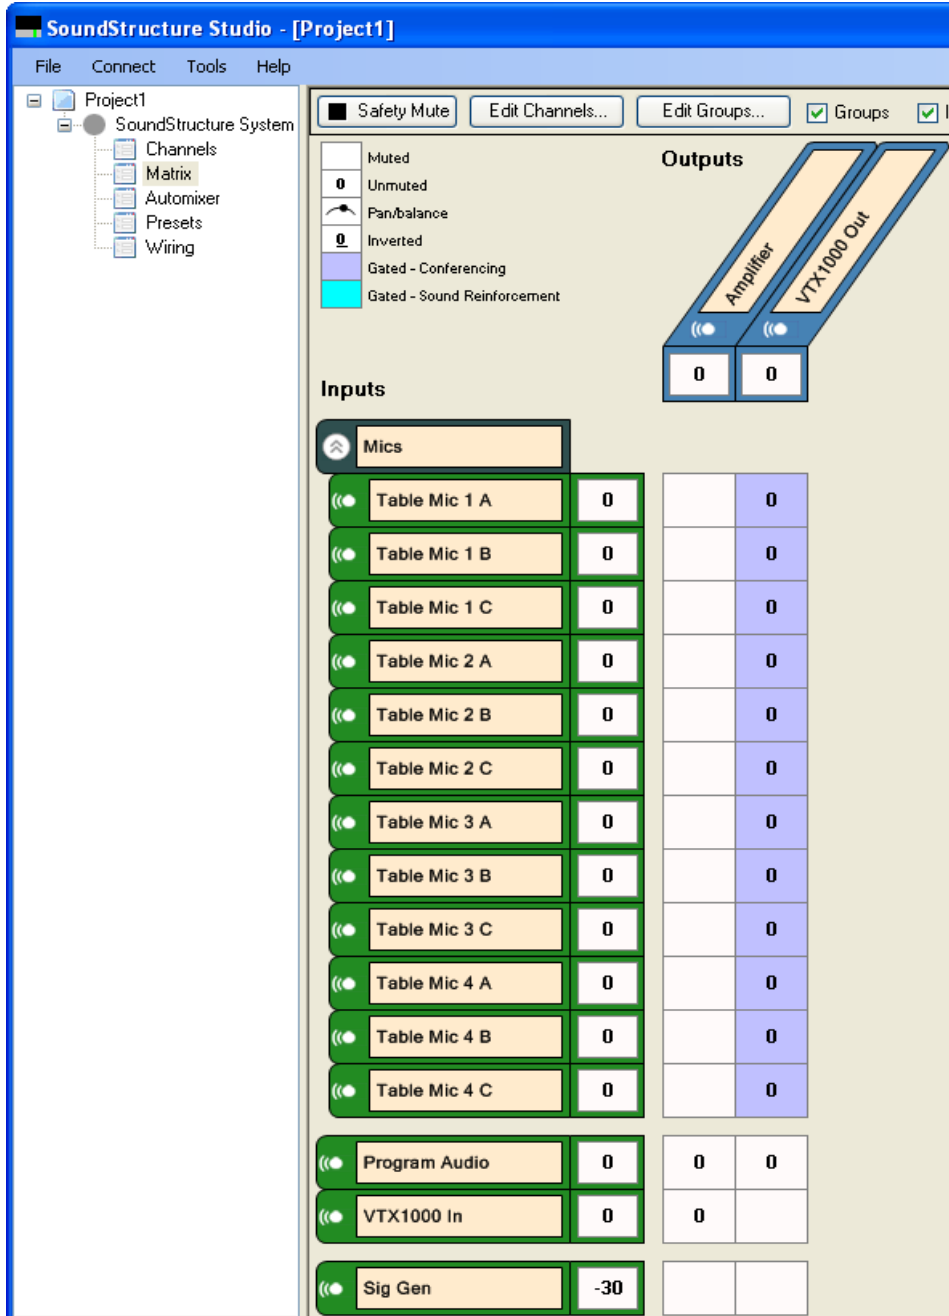 SoundStructure Studio - [Project1]
File Connect Tools Help
Project1
SoundStructure System
Channels
Matrix
Automixer
Presets
Wiring
Safety Mute Edit Channels... Edit Groups... Groups
Muted
0 Unmuted
Pan/balance
0 Inverted
Gated - Conferencing
Gated - Sound Reinforcement
Outputs
Amplifier
VTX1000 Out
0 0
Inputs
Mics
Table Mic 1 A 0 0
Table Mic 1 B 0 0
Table Mic 1 C 0 0
Table Mic 2 A 0 0
Table Mic 2 B 0 0
Table Mic 2 C 0 0
Table Mic 3 A 0 0
Table Mic 3 B 0 0
Table Mic 3 C 0 0
Table Mic 4 A 0 0
Table Mic 4 B 0 0
Table Mic 4 C 0 0
Program Audio 0 0 0
VTX1000 In 0 0
Sig Gen -30